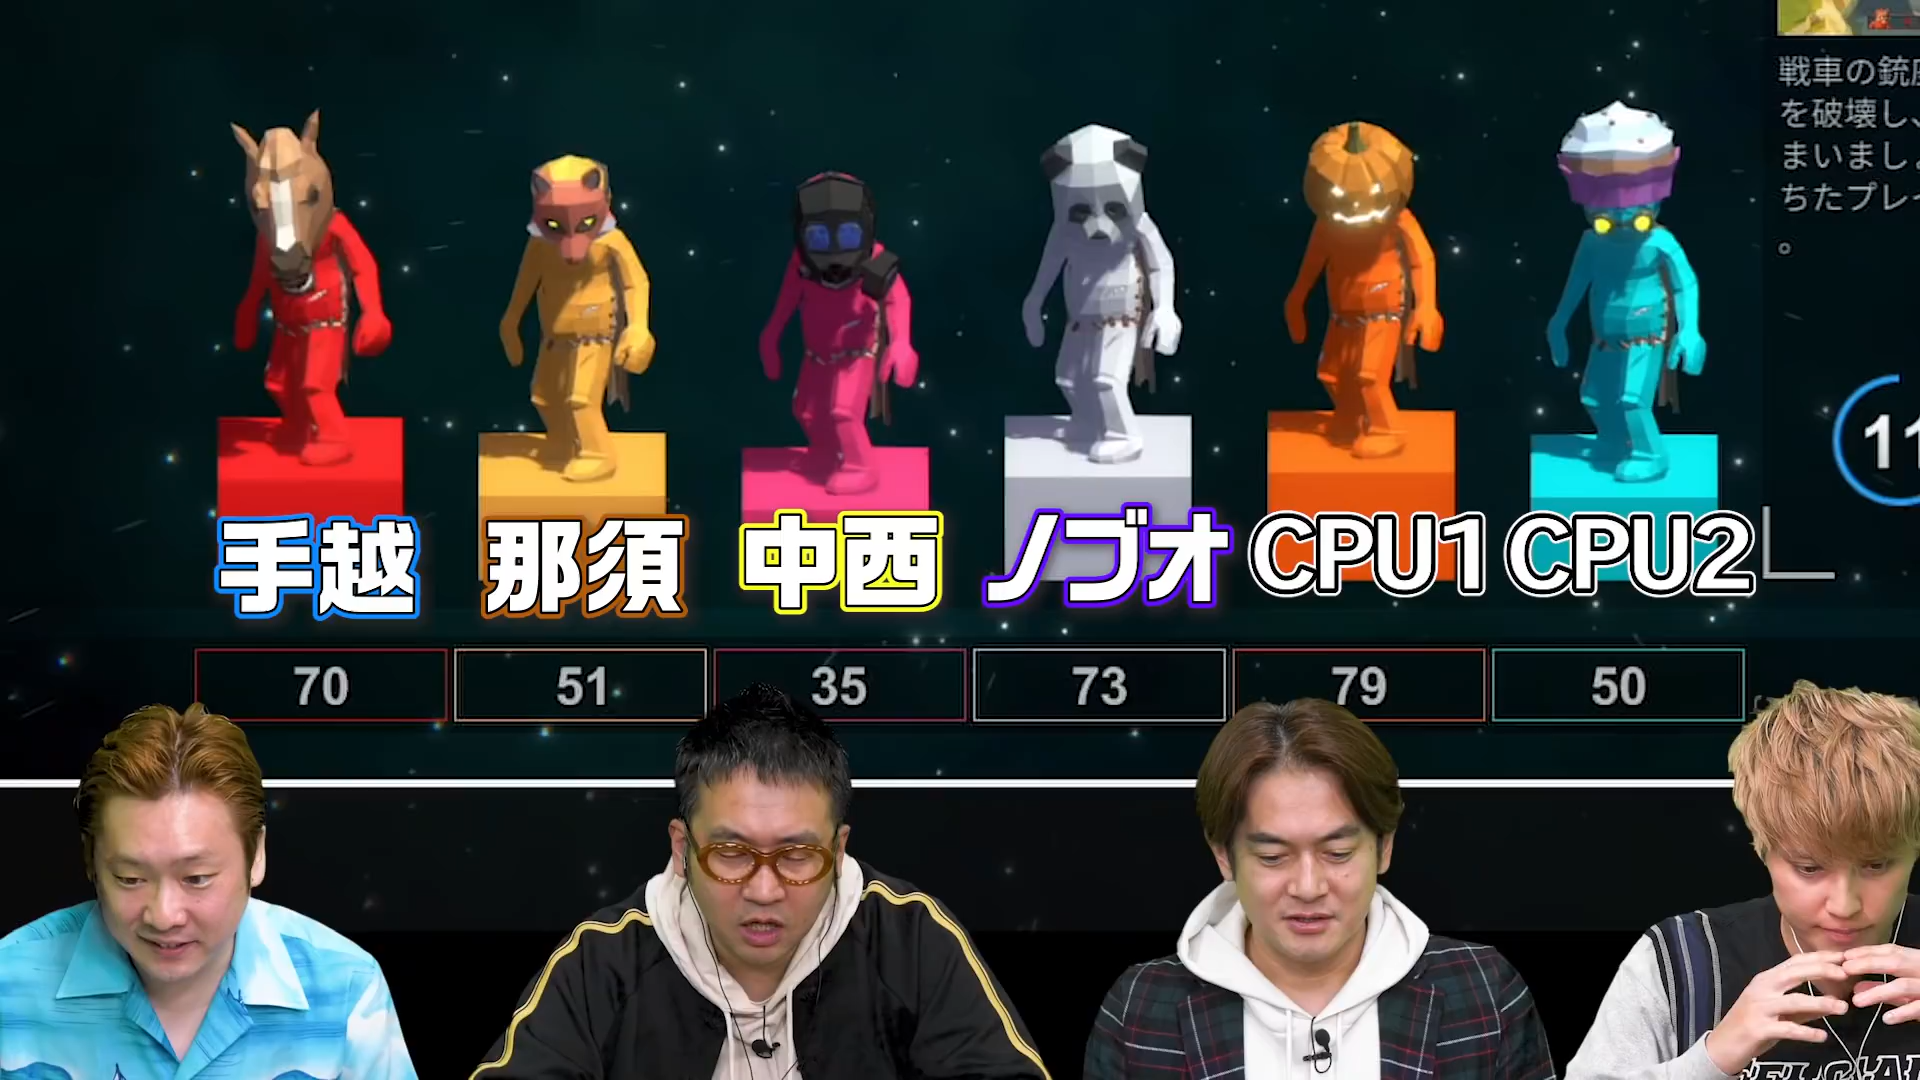 戦車の銃
を破壊し、
まいまし
ちたプレ
。
11
手越 那須 中西 ノブオ CPU1 CPU2
70 51 35 73 79 50